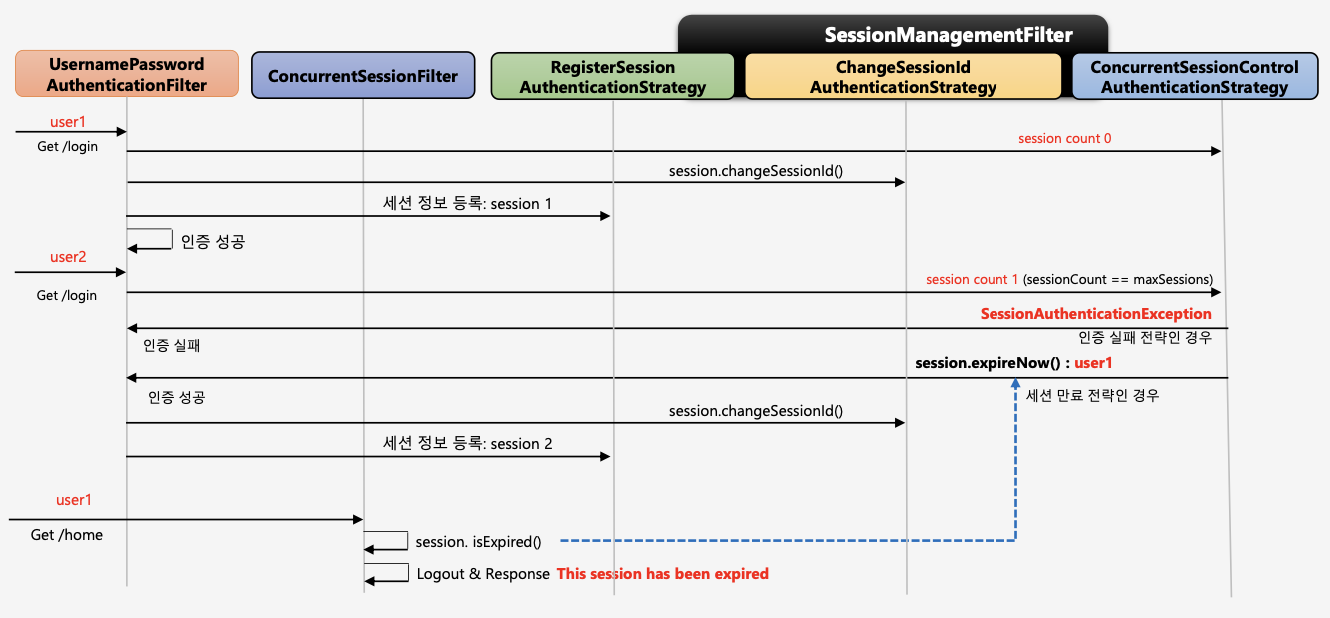 SessionManagementFilter
UsernamePassword
AuthenticationFilter
ConcurrentSessionFilter
RegisterSession
AuthenticationStrategy
ChangeSessionId
AuthenticationStrategy
ConcurrentSessionControl
AuthenticationStrategy
user1
Get /login
session count 0
session.changeSessionId()
세션 정보 등록: session 1
인증 성공
user2
Get /login
session count 1 (sessionCount == maxSessions)
SessionAuthenticationException
인증 실패 전략인 경우
인증 실패
session.expireNow() : user1
세션 만료 전략인 경우
인증 성공
session.changeSessionId()
세션 정보 등록: session 2
user1
Get /home
session. isExpired()
Logout & Response This session has been expired